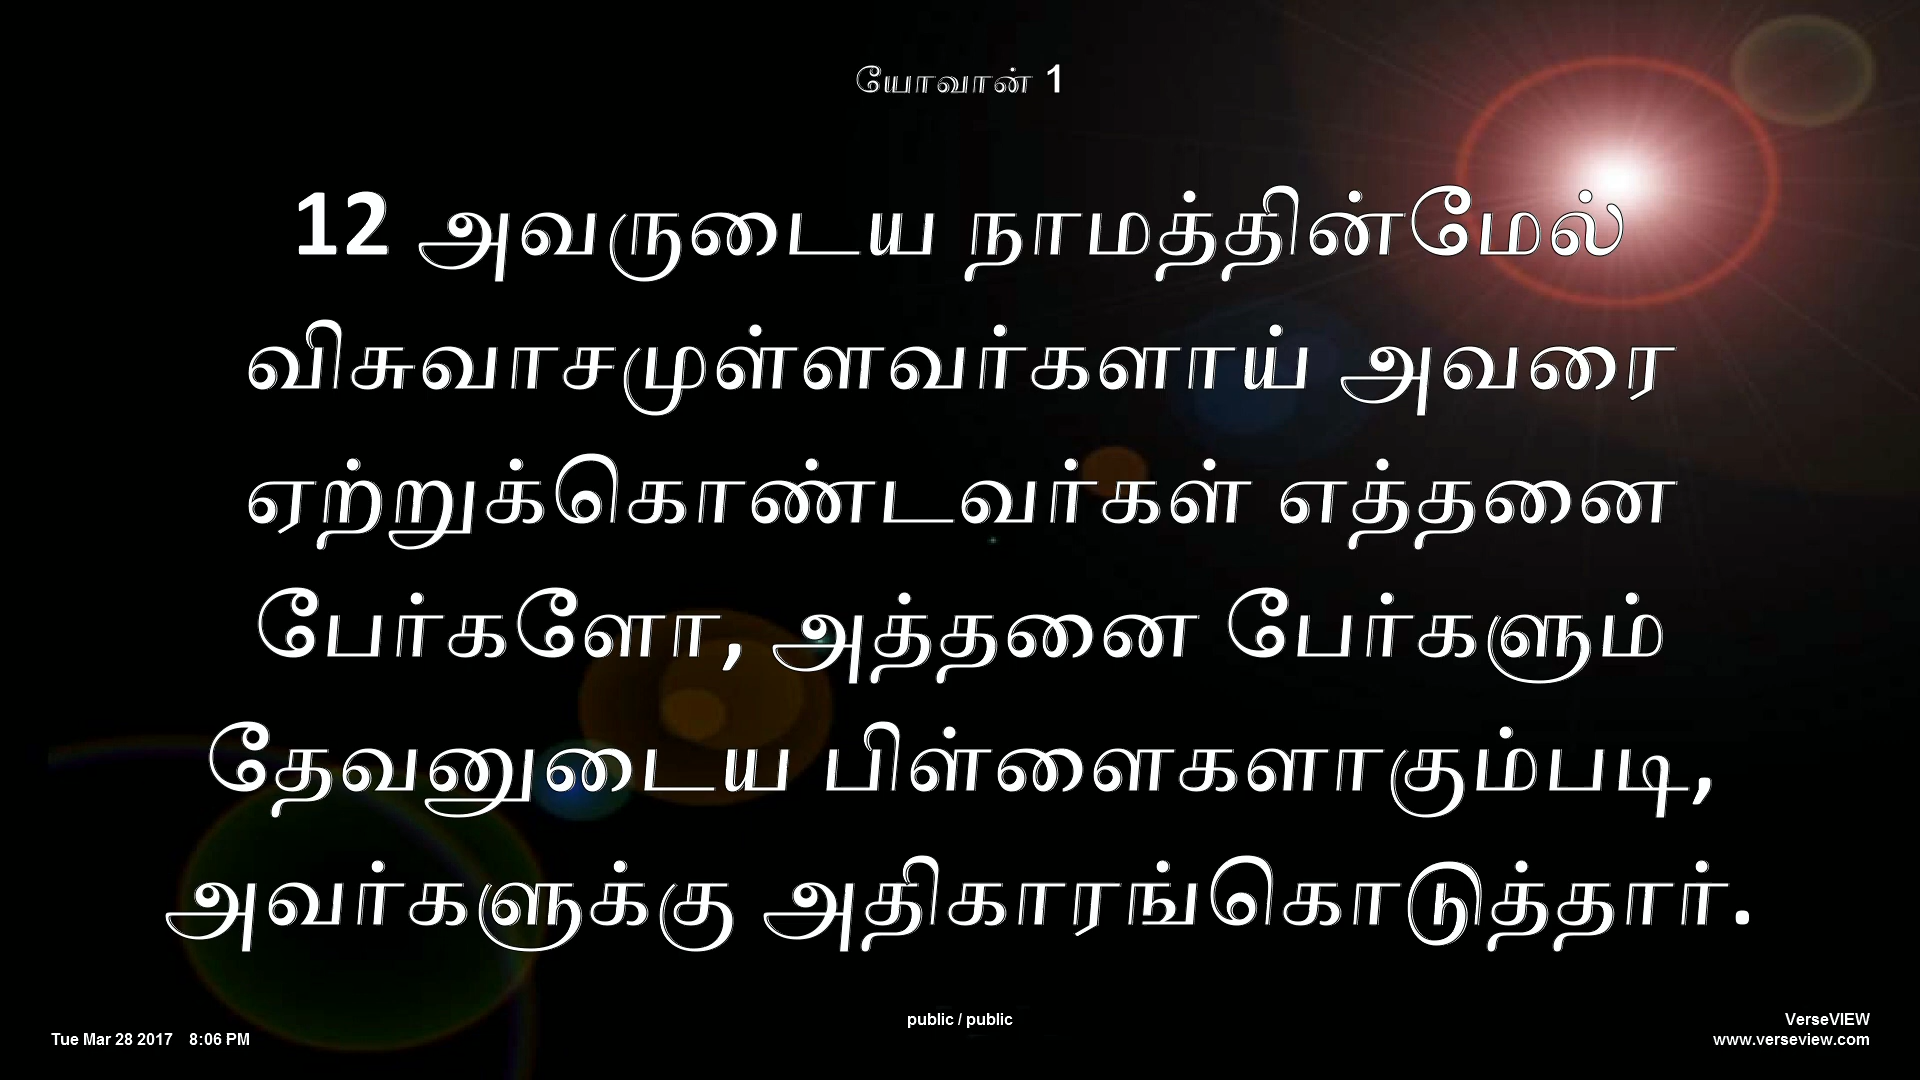 யோவான் 1
12 அவருடைய நாமத்தின்மேல்
விசுவாசமுள்ளவர்களாய் அவரை
ஏற்றுக்கொண்டவர்கள் எத்தனை
பேர்களோ, அத்தனை பேர்களும்
தேவனுடைய பிள்ளைகளாகும்படி,
அவர்களுக்கு அதிகாரங்கொடுத்தார்.
public / public
Tue Mar 28 2017 8:06 PM
VerseVIEW
www.verseview.com